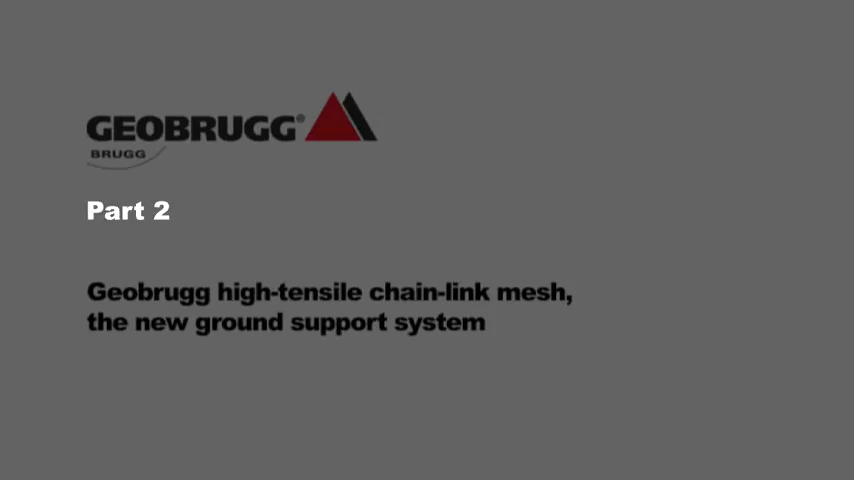 GEOBRUGG®
BRUGG
Part 2
Geobrugg high-tensile chain-link mesh,
the new ground support system